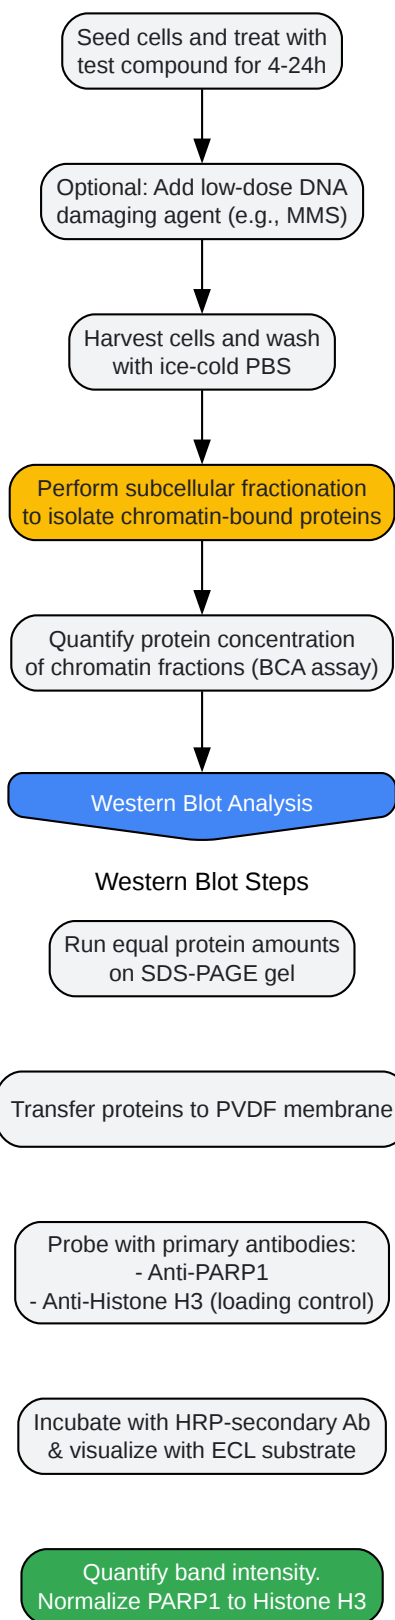 Seed cells and treat with
test compound for 4-24h
Optional: Add low-dose DNA
damaging agent (e.g., MMS)
Harvest cells and wash
with ice-cold PBS
Perform subcellular fractionation
to isolate chromatin-bound proteins
Quantify protein concentration
of chromatin fractions (BCA assay)
Western Blot Analysis
Western Blot Steps
Run equal protein amounts
on SDS-PAGE gel
Transfer proteins to PVDF membrane
Probe with primary antibodies:
- Anti-PARP1
- Anti-Histone H3 (loading control)
Incubate with HRP-secondary Ab
& visualize with ECL substrate
Quantify band intensity.
Normalize PARP1 to Histone H3